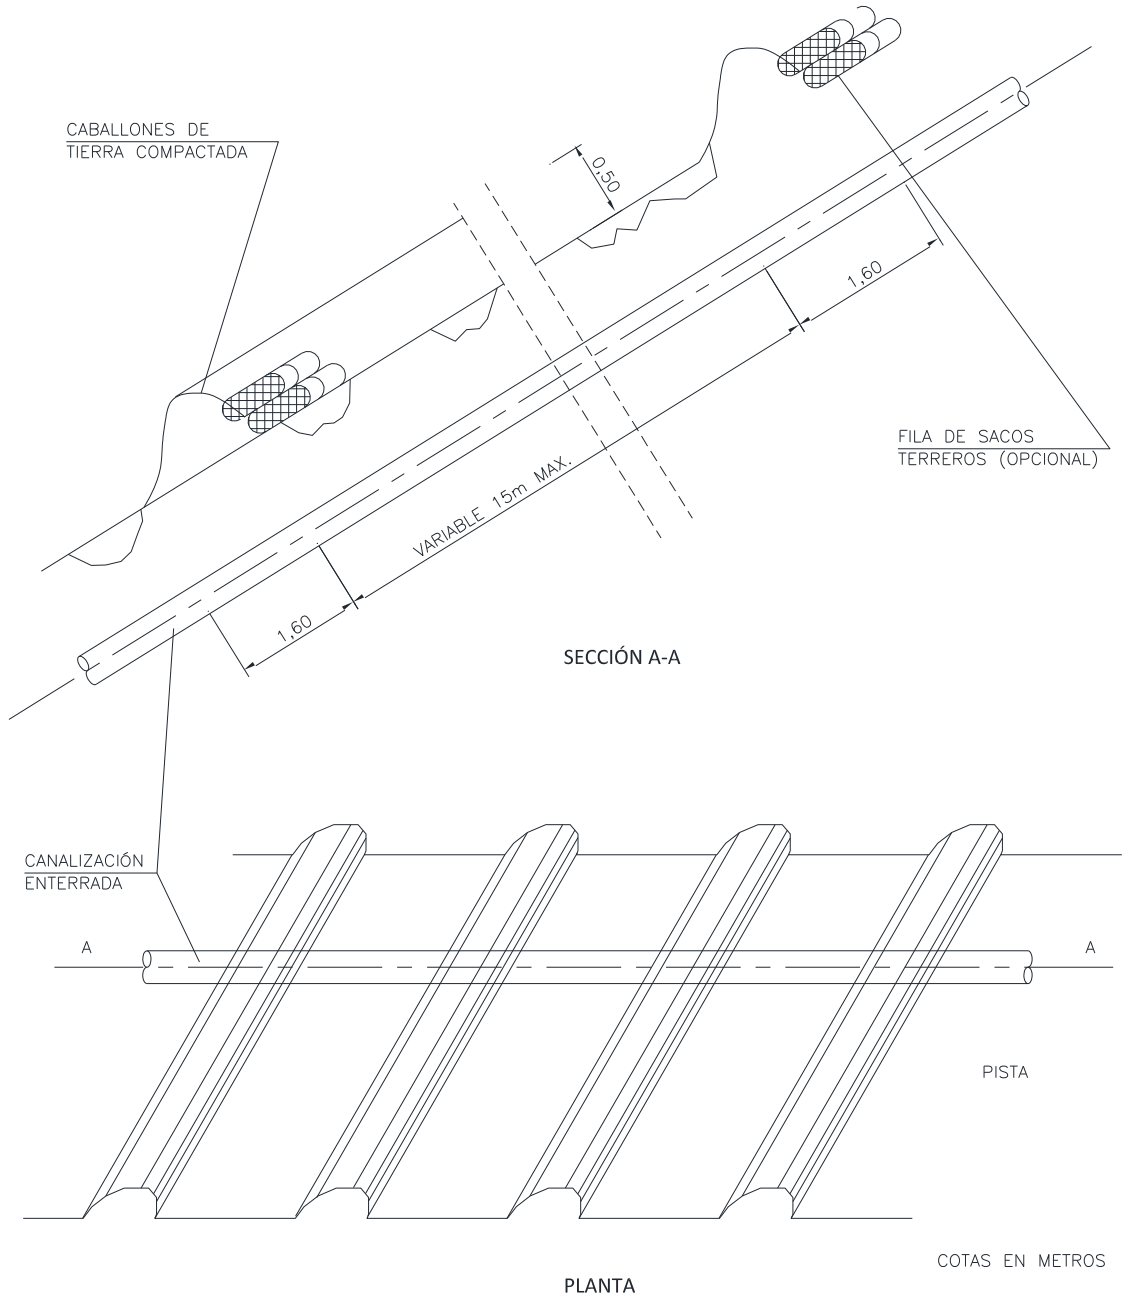 CABALLONES DE
TIERRA COMPACTADA
0,50
1,60
FILA DE SACOS
TERREROS (OPCIONAL)
VARIABLE 15m MAX.
1,60
SECCIÓN A-A
CANALIZACIÓN
ENTERRADA
A
A
PISTA
COTAS EN METROS
PLANTA